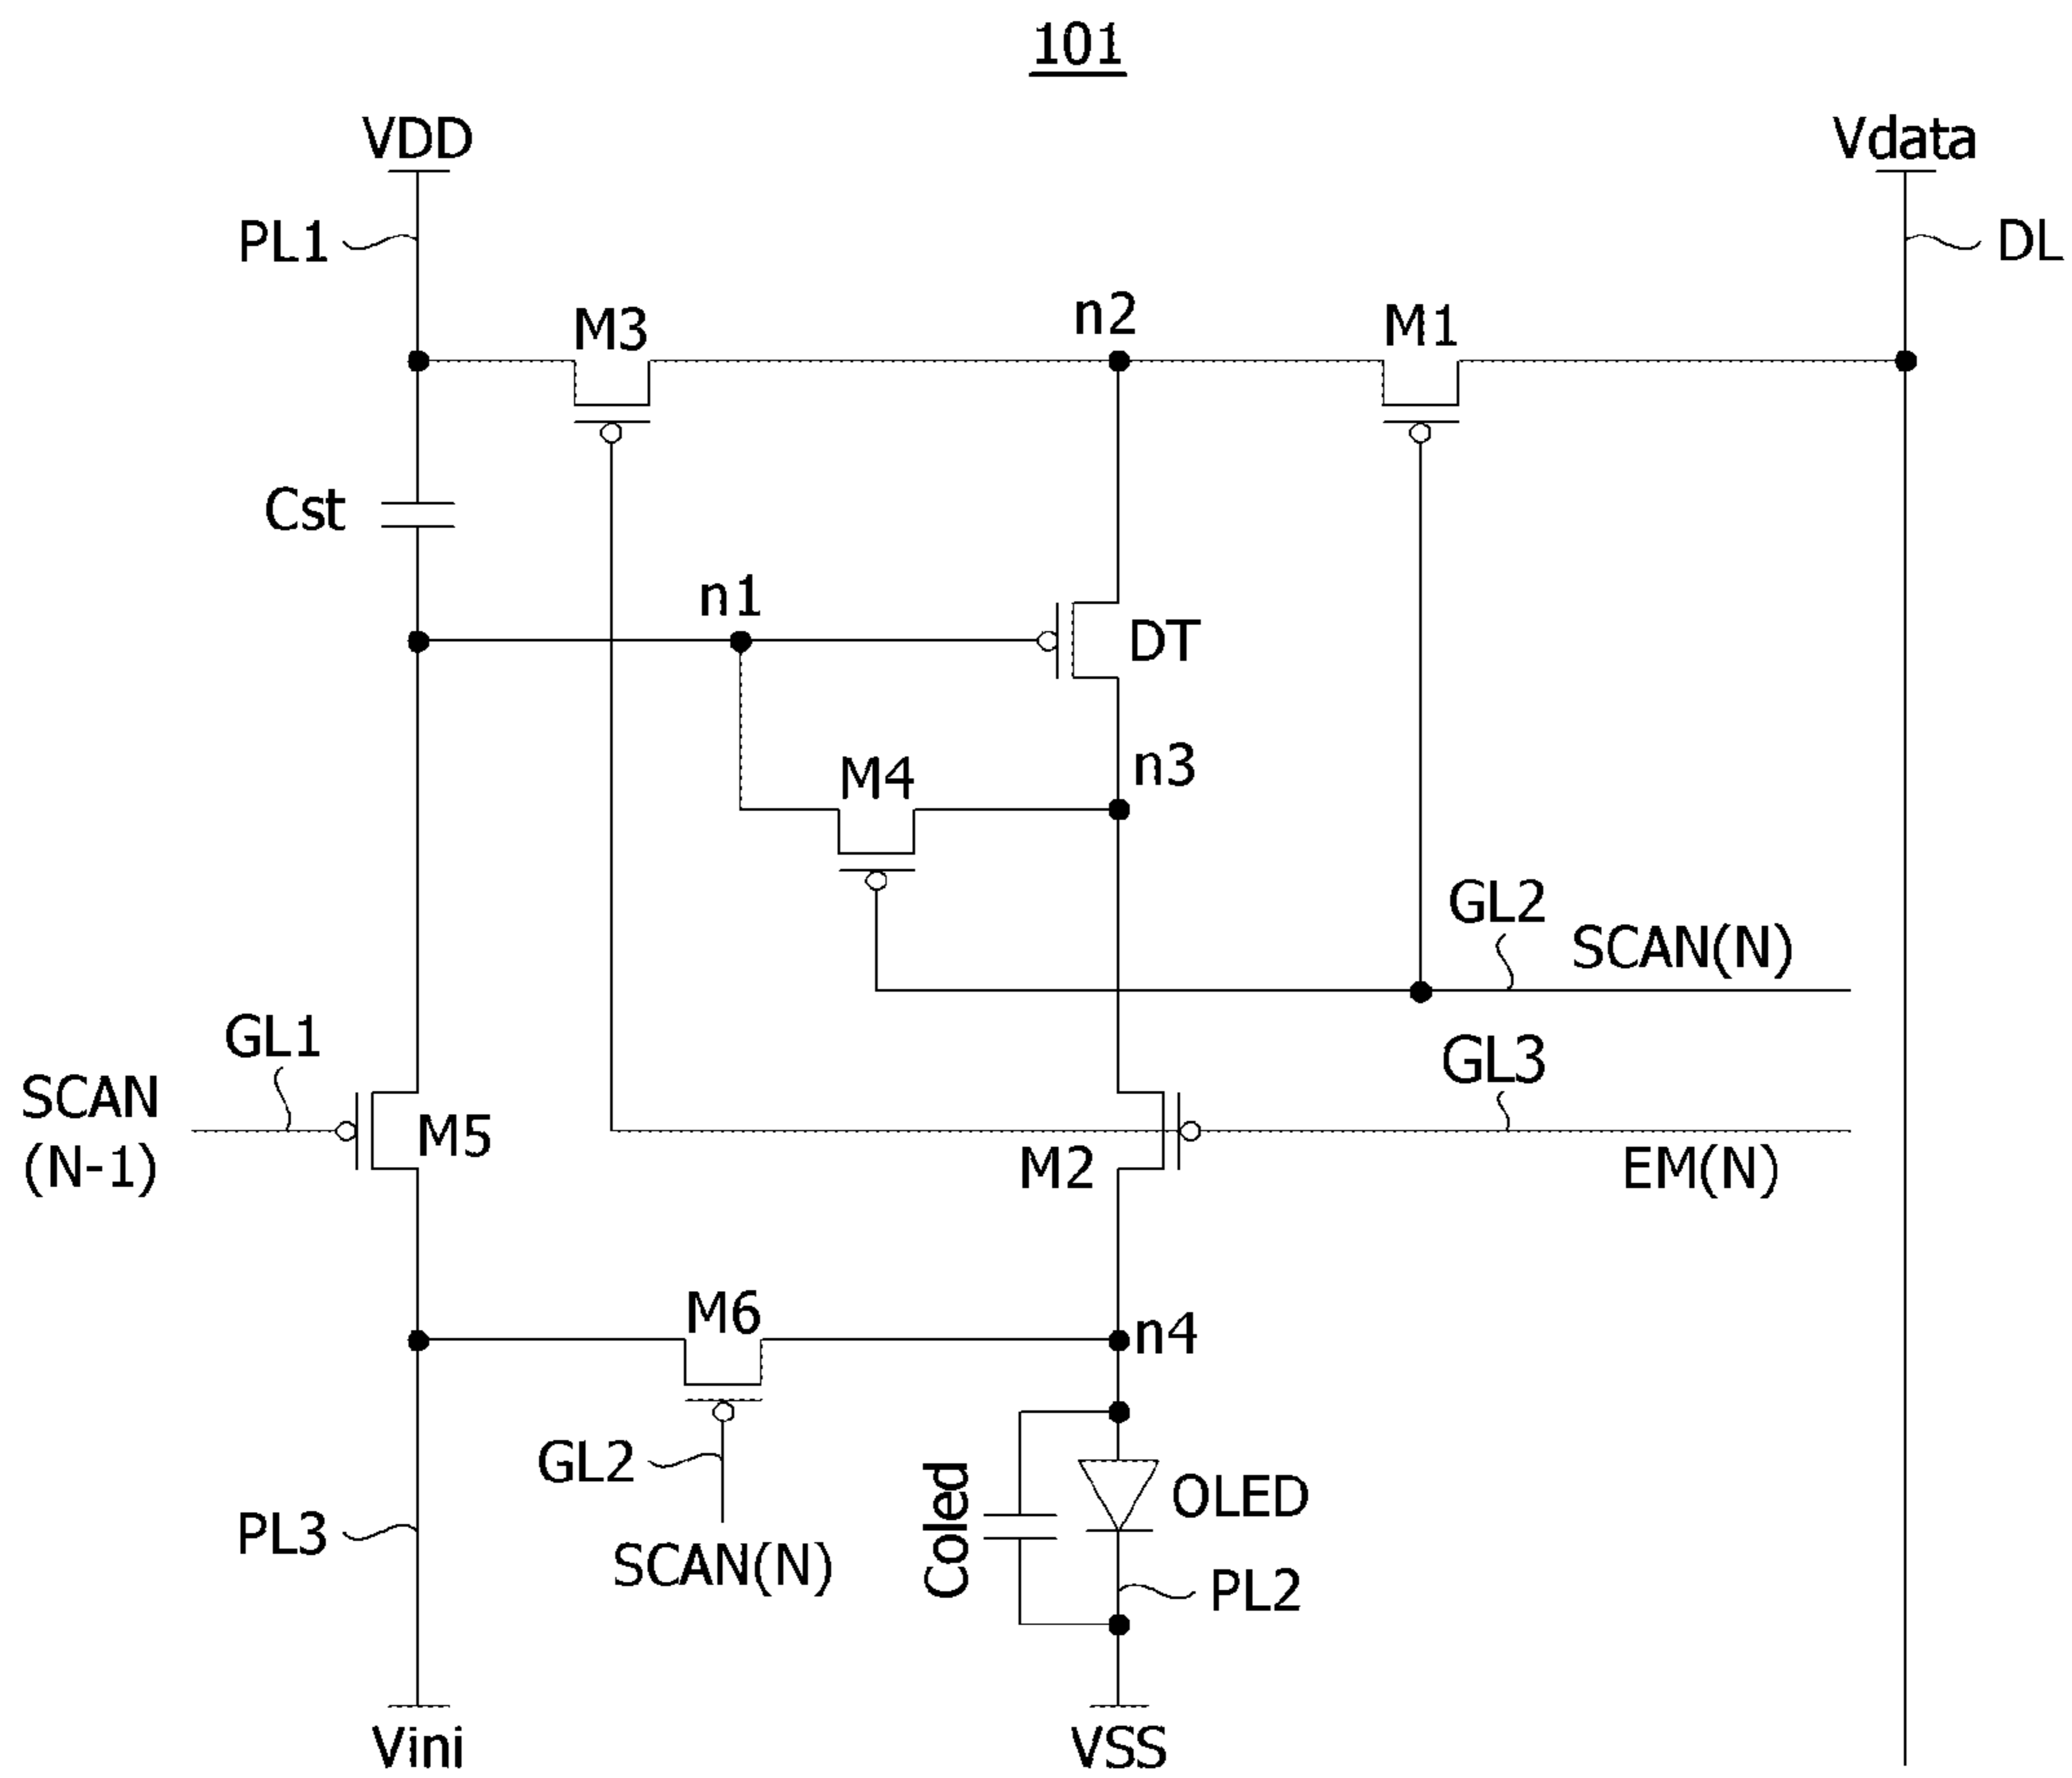 101
VDD
Vdata
PL1
DL
M3
n2
M1
Cst
n1
DT
n3
M4
GL2
SCAN(N)
GL1
GL3
SCAN
(N-1)
M5
M2
EM(N)
M6
n4
GL2
Coled
OLED
PL3
SCAN(N)
PL2
Vini
VSS